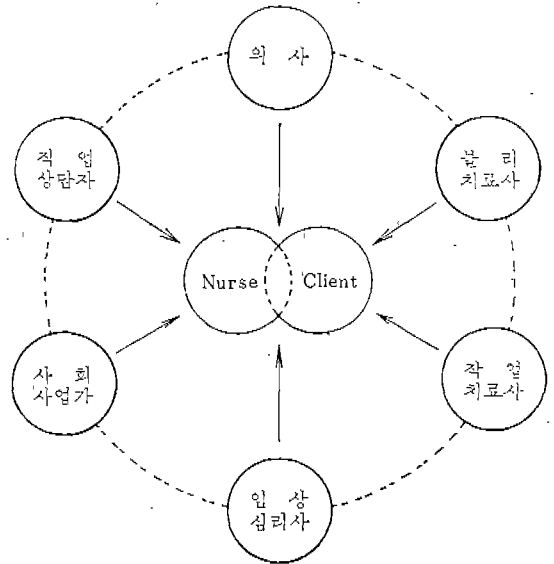 의 사
직 업
상담자
물 리
치료사
Nurse
Client
사 회
사업가
작 업
치료사
임 상
심리사